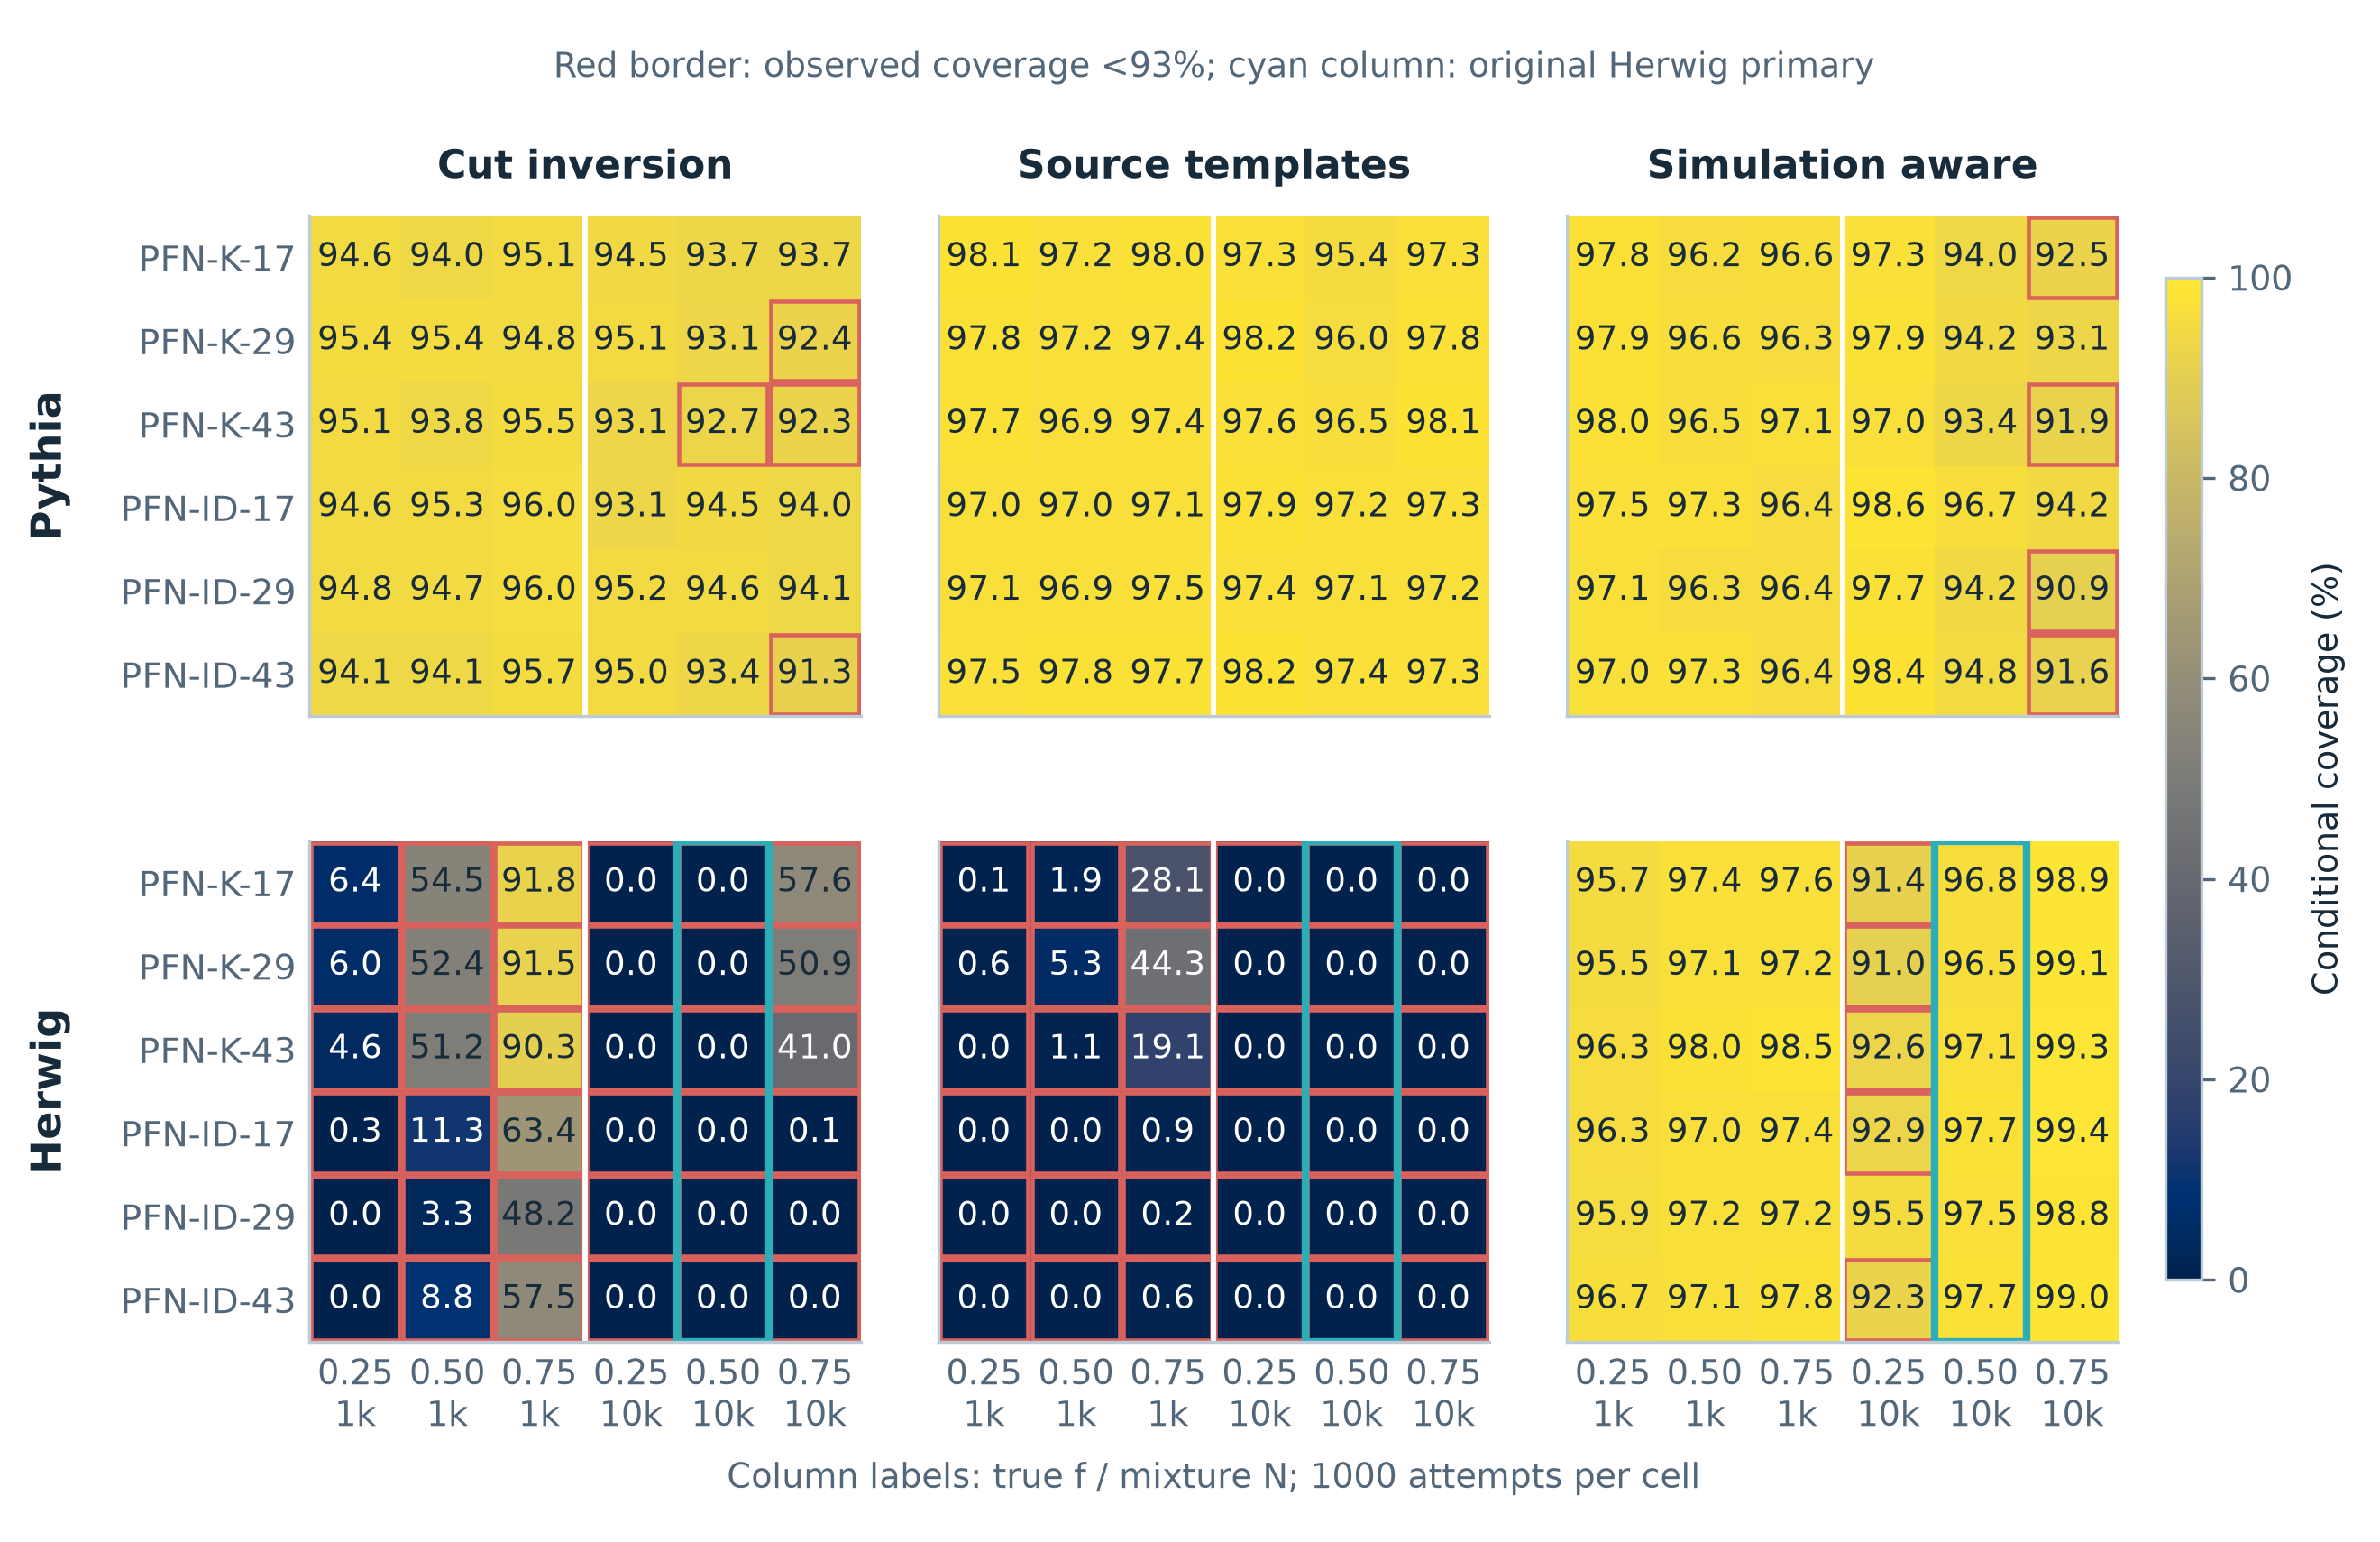 Red border: observed coverage <93%; cyan column: original Herwig primary
Cut inversion
Source templates
Simulation aware
Pythia
PFN-K-17 94.6 94.0 95.1 94.5 93.7 93.7 98.1 97.2 98.0 97.3 95.4 97.3 97.8 96.2 96.6 97.3 94.0 92.5
PFN-K-29 95.4 95.4 94.8 95.1 93.1 92.4 97.8 97.2 97.4 98.2 96.0 97.8 97.9 96.6 96.3 97.9 94.2 93.1
PFN-K-43 95.1 93.8 95.5 93.1 92.7 92.3 97.7 96.9 97.4 97.6 96.5 98.1 98.0 96.5 97.1 97.0 93.4 91.9
PFN-ID-17 94.6 95.3 96.0 93.1 94.5 94.0 97.0 97.0 97.1 97.9 97.2 97.3 97.5 97.3 96.4 98.6 96.7 94.2
PFN-ID-29 94.8 94.7 96.0 95.2 94.6 94.1 97.1 96.9 97.5 97.4 97.1 97.2 97.1 96.3 96.4 97.7 94.2 90.9
PFN-ID-43 94.1 94.1 95.7 95.0 93.4 91.3 97.5 97.8 97.7 98.2 97.4 97.3 97.0 97.3 96.4 98.4 94.8 91.6
Herwig
PFN-K-17 6.4 54.5 91.8 0.0 0.0 57.6 0.1 1.9 28.1 0.0 0.0 0.0 95.7 97.4 97.6 91.4 96.8 98.9
PFN-K-29 6.0 52.4 91.5 0.0 0.0 50.9 0.6 5.3 44.3 0.0 0.0 0.0 95.5 97.1 97.2 91.0 96.5 99.1
PFN-K-43 4.6 51.2 90.3 0.0 0.0 41.0 0.0 1.1 19.1 0.0 0.0 0.0 96.3 98.0 98.5 92.6 97.1 99.3
PFN-ID-17 0.3 11.3 63.4 0.0 0.0 0.1 0.0 0.0 0.9 0.0 0.0 0.0 96.3 97.0 97.4 92.9 97.7 99.4
PFN-ID-29 0.0 3.3 48.2 0.0 0.0 0.0 0.0 0.0 0.2 0.0 0.0 0.0 95.9 97.2 97.2 95.5 97.5 98.8
PFN-ID-43 0.0 8.8 57.5 0.0 0.0 0.0 0.0 0.0 0.6 0.0 0.0 0.0 96.7 97.1 97.8 92.3 97.7 99.0
0.25 0.50 0.75 0.25 0.50 0.75 0.25 0.50 0.75 0.25 0.50 0.75 0.25 0.50 0.75 0.25 0.50 0.75
1k 1k 1k 10k 10k 10k 1k 1k 1k 10k 10k 10k 1k 1k 1k 10k 10k 10k
Column labels: true f / mixture N; 1000 attempts per cell
100
80
60
40
20
0
Conditional coverage (%)